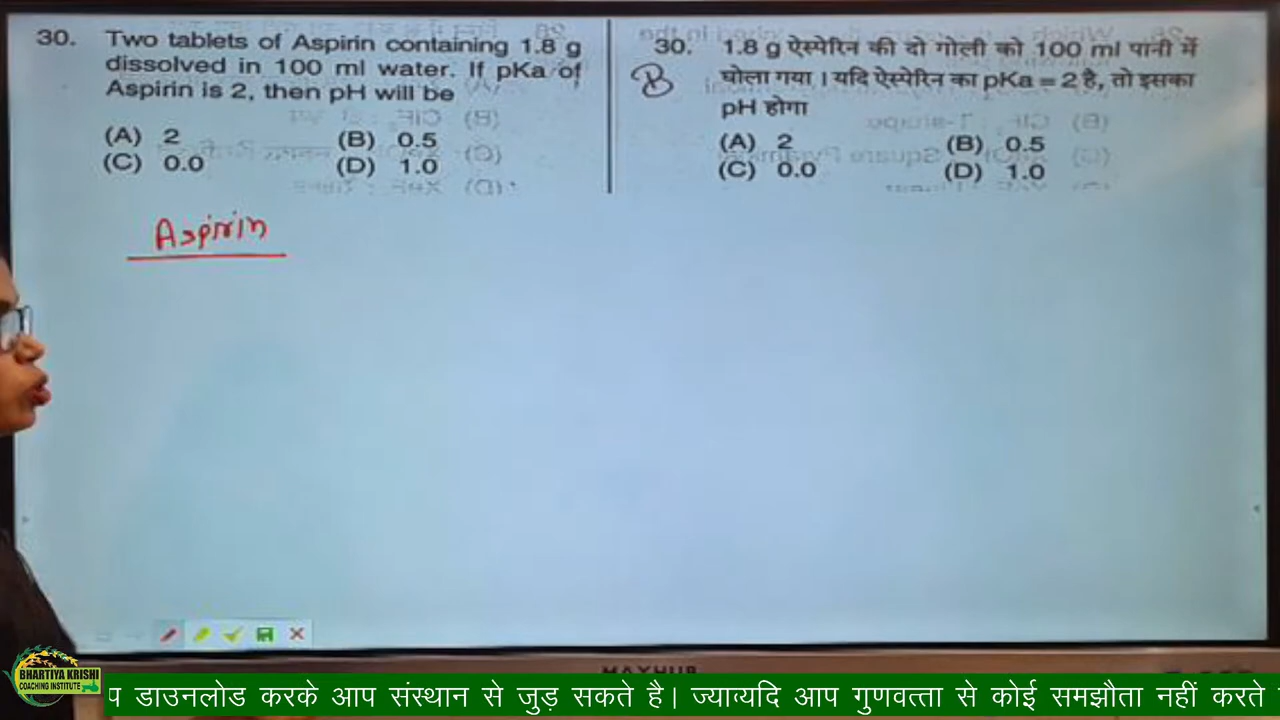 30. Two tablets of Aspirin containing 1.8 g
dissolved in 100 ml water. If pKa of
Aspirin is 2, then pH will be
(A) 2 (B) 0.5
(C) 0.0 (D) 1.0
30. 1.8 g ऐस्पेरिन की दो गोली को 100 ml पानी में
B घोला गया । यदि ऐस्पेरिन का pKa = 2 है, तो इसका
pH होगा
(A) 2 (B) 0.5
(C) 0.0 (D) 1.0
Aspirin
MAXHUB
BHARTIYA KRISHI
COACHING INSTITUTE
प डाउनलोड करके आप संस्थान से जुड़ सकते है। ज्याव्यदि आप गुणवत्ता से कोई समझौता नहीं करते